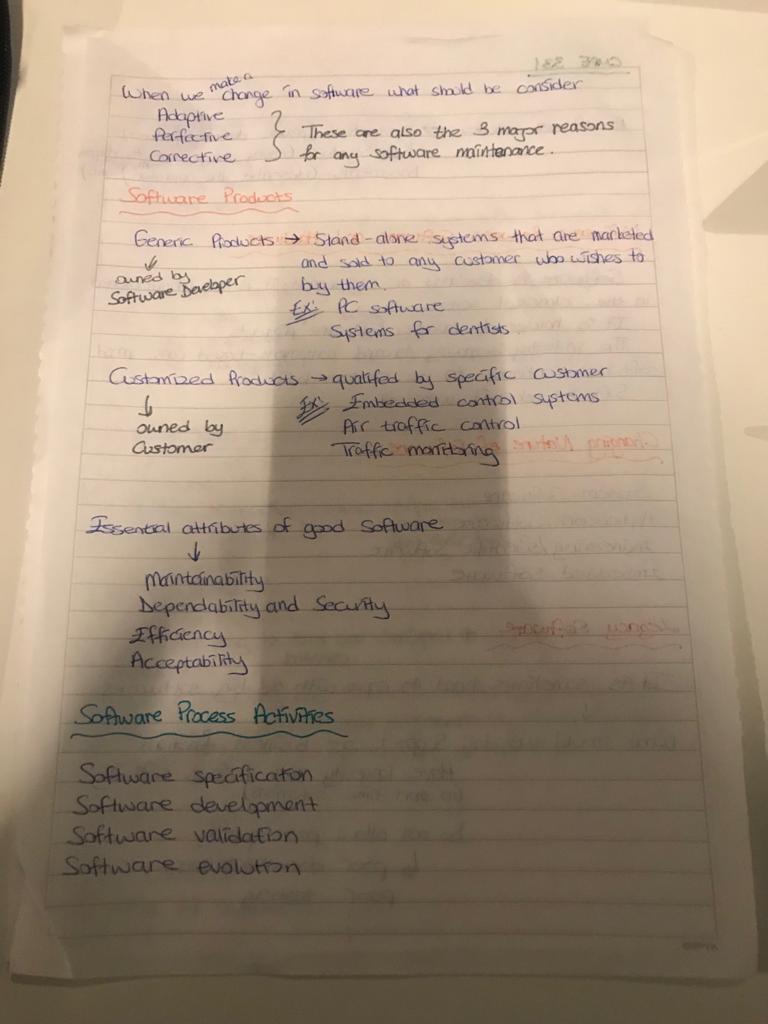 When we make a change in software what should be consider
Adaptive
Perfective
Corrective
These are also the 3 major reasons
for any software maintenance.
Software Products
Generic Products → Stand-alone systems that are marketed
and sold to any customer who wishes to
buy them.
owned by
Software Developer
Ex: PC software
Systems for dentists
Customized Products → qualifed by specific customer
Ex: Embedded control systems
owned by
Customer
Air traffic control
Traffic monitoring
Essential attributes of good software
Maintainability
Dependability and Security
Efficiency
Acceptability
Software Process Activities
Software specification
Software development
Software validation
Software evolution